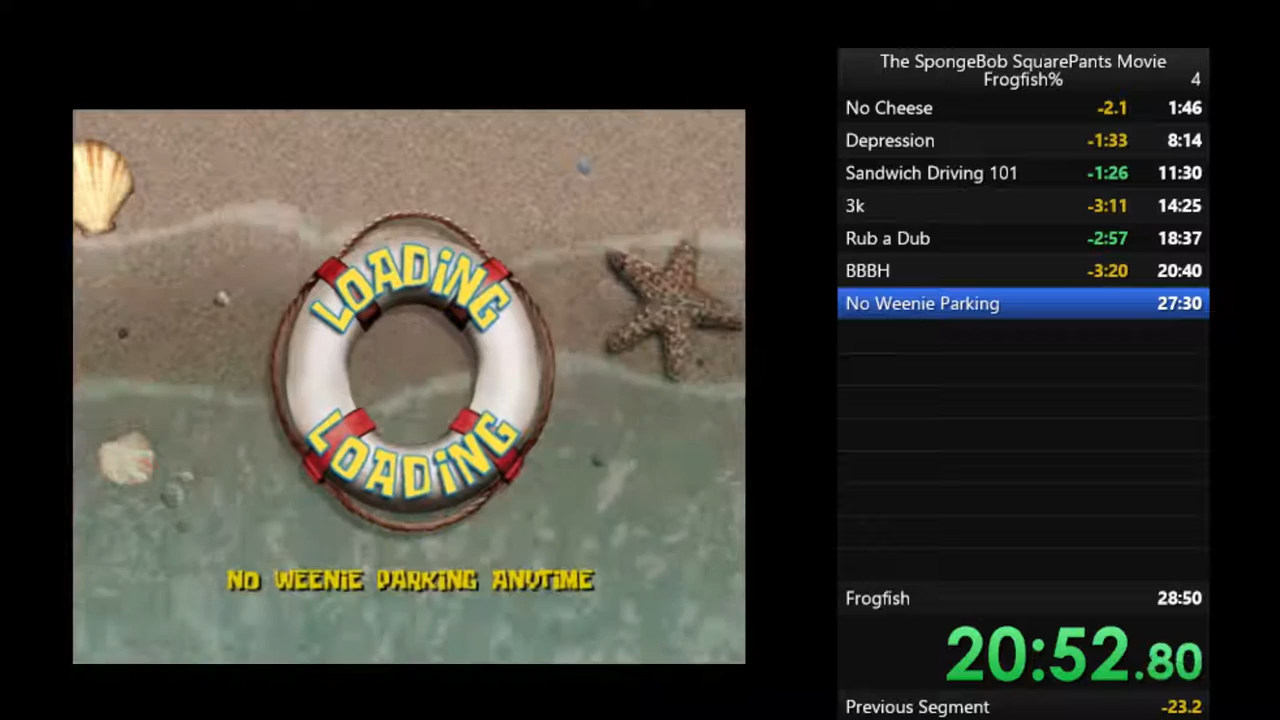 LOADING
LOADING
NO WEENIE PARKING ANYTIME
The SpongeBob SquarePants Movie
Frogfish% 4
No Cheese -2.1 1:46
Depression -1:33 8:14
Sandwich Driving 101 -1:26 11:30
3k -3:11 14:25
Rub a Dub -2:57 18:37
BBBH -3:20 20:40
No Weenie Parking 27:30
Frogfish 28:50
20:52.80
Previous Segment -23.2